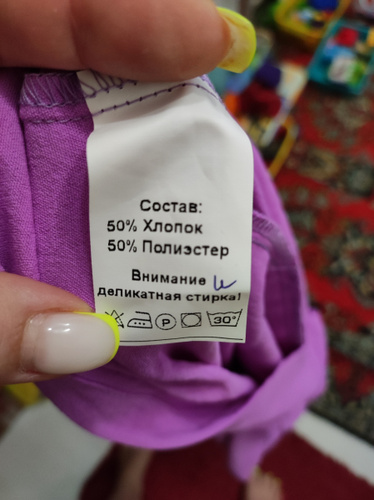 Состав:
50% Хлопок
50% Полиэстер
Внимание
деликатная стирка!
P 30°